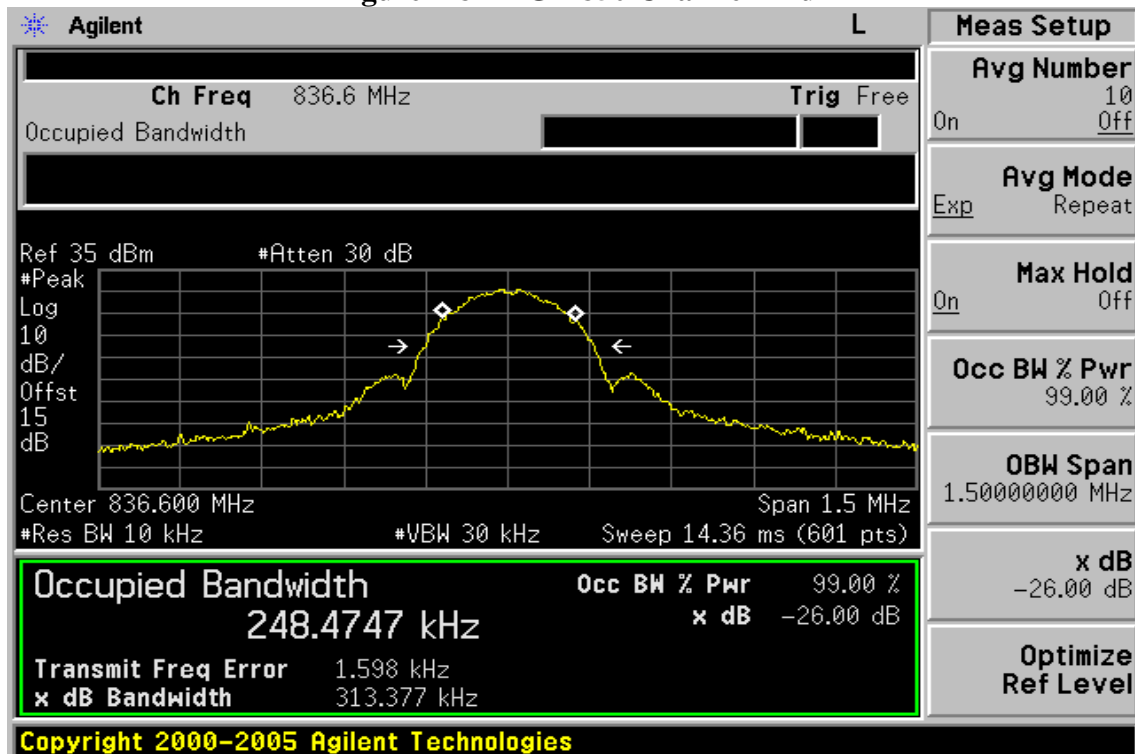 Agilent L Meas Setup
Ch Freq 836.6 MHz Trig Free
Occupied Bandwidth
Ref 35 dBm #Atten 30 dB
#Peak
Log
10
dB/
Offst
15
dB
Center 836.600 MHz Span 1.5 MHz
#Res BW 10 kHz #VBW 30 kHz Sweep 14.36 ms (601 pts)
Occupied Bandwidth Occ BW % Pwr 99.00 %
248.4747 kHz x dB -26.00 dB
Transmit Freq Error 1.598 kHz
x dB Bandwidth 313.377 kHz
Avg Number
10
On Off
Avg Mode
Exp Repeat
Max Hold
On Off
Occ BW % Pwr
99.00 %
OBW Span
1.50000000 MHz
x dB
-26.00 dB
Optimize
Ref Level
Copyright 2000-2005 Agilent Technologies